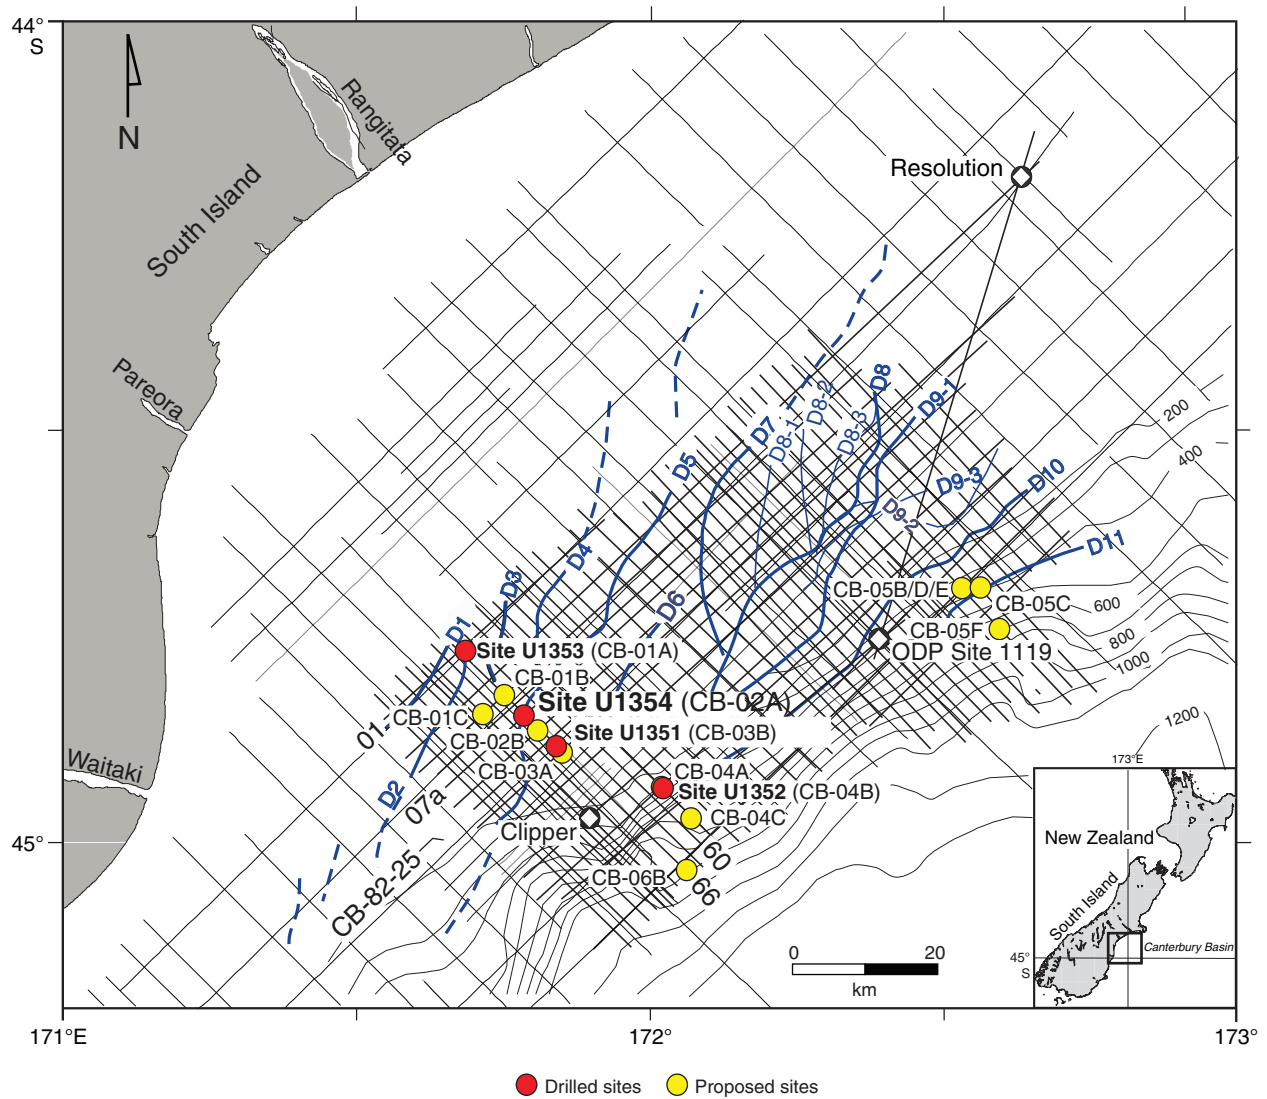 44°
S
N
Rangitata
South Island
Resolution
Pareora
200
400
D8
D8-2
D9-1
D7
D8-1
D8-3
D5
D9-3
D10
D9-2
D11
D4
D3
D6
D1
CB-05B/D/E
CB-05C
600
CB-05F
800
ODP Site 1119
1000
Site U1353 (CB-01A)
CB-01B
Site U1354 (CB-02A)
CB-01C
01-
Site U1351 (CB-03B)
CB-02B
1200
Waitaki
CB-03A
CB-04A
Site U1352 (CB-04B)
D2
07a
CB-04C
Clipper
45°
60
CB-06B
66
CB-82-25
173°E
New Zealand
South Island
Canterbury Basin
45°
S
0 20
km
171°E 172° 173°
Drilled sites Proposed sites